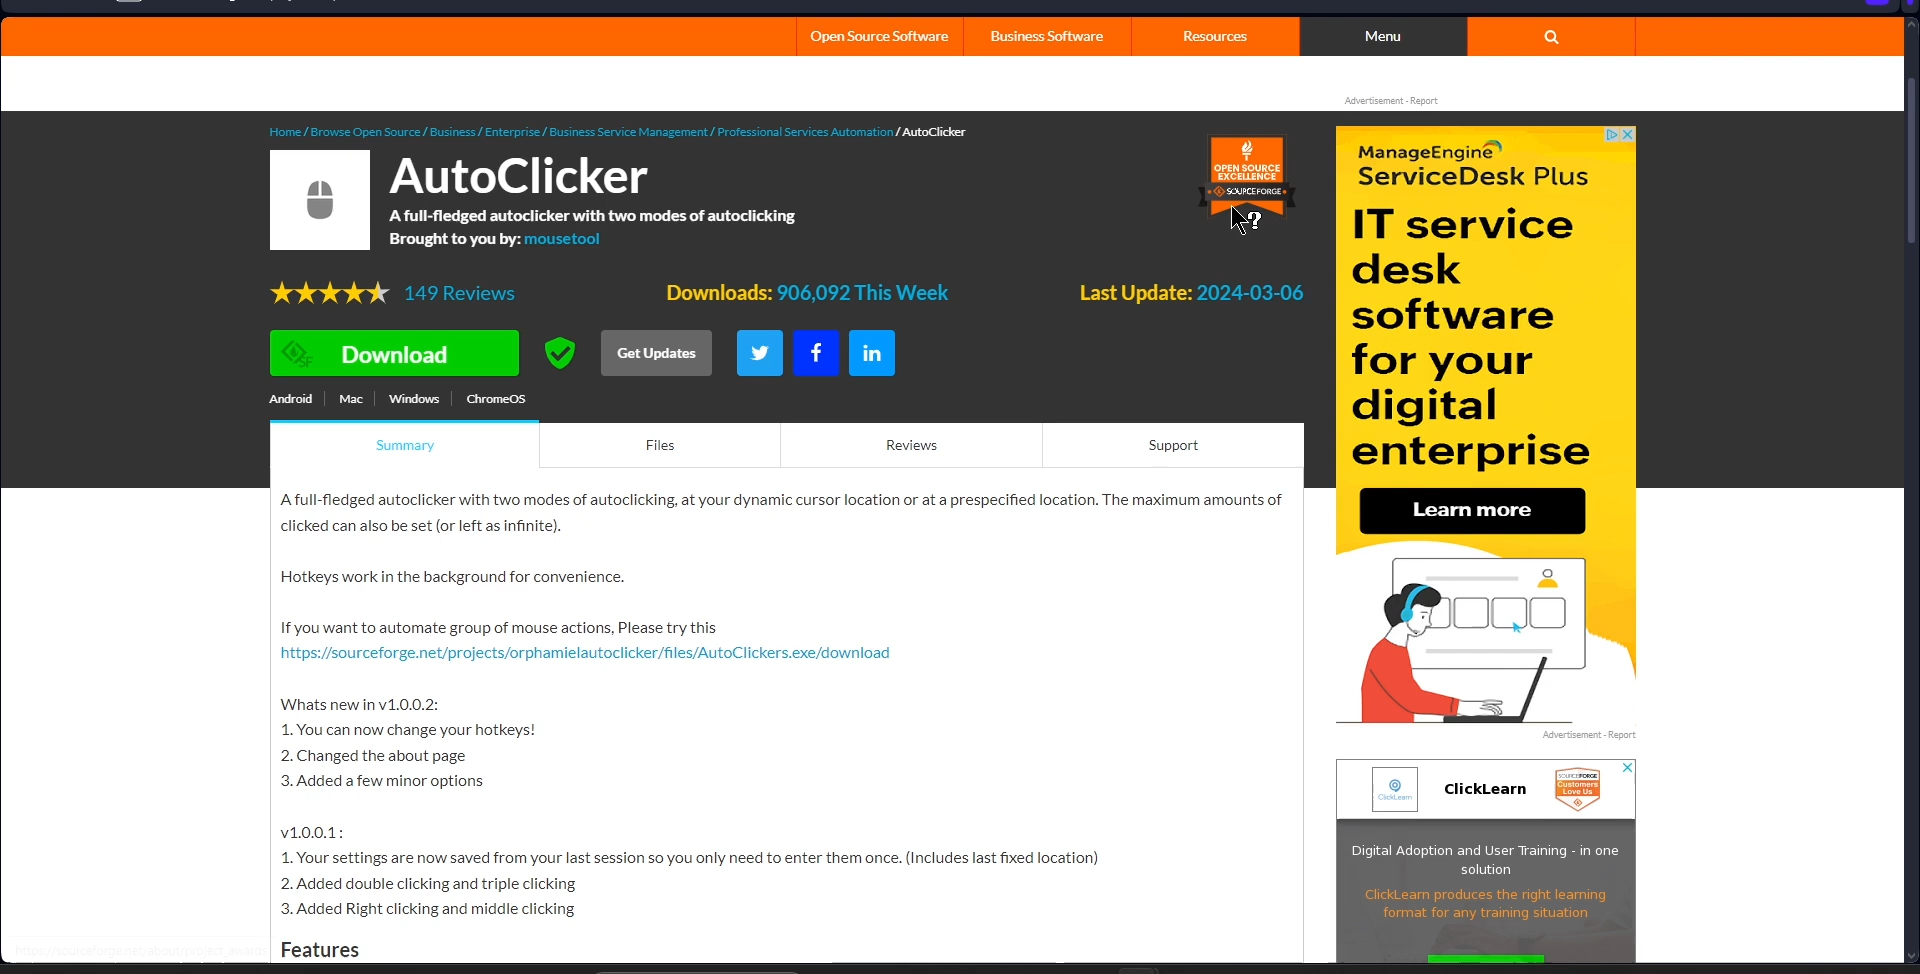 Open Source Software
Business Software
Resources
Menu
Advertisement - Report
Home / Browse Open Source / Business / Enterprise / Business Service Management / Professional Services Automation / AutoClicker
AutoClicker
A full-fledged autoclicker with two modes of autoclicking
Brought to you by: mousetool
OPEN SOURCE
EXCELLENCE
SOURCEFORGE
149 Reviews
Downloads: 906,092 This Week
Last Update: 2024-03-06
SF
Download
Get Updates
f
in
Android
Mac
Windows
ChromeOS
Summary
Files
Reviews
Support
A full-fledged autoclicker with two modes of autoclicking, at your dynamic cursor location or at a prespecified location. The maximum amounts of
clicked can also be set (or left as infinite).
Hotkeys work in the background for convenience.
If you want to automate group of mouse actions, Please try this
https://sourceforge.net/projects/orphamielautoclicker/files/AutoClickers.exe/download
Whats new in v1.0.0.2:
1. You can now change your hotkeys!
2. Changed the about page
3. Added a few minor options
v1.0.0.1 :
1. Your settings are now saved from your last session so you only need to enter them once. (Includes last fixed location)
2. Added double clicking and triple clicking
3. Added Right clicking and middle clicking
Features
ManageEngine
ServiceDesk Plus
IT service
desk
software
for your
digital
enterprise
Learn more
Advertisement - Report
ClickLearn
ClickLearn
SOURCEFORGE
Customers
Love Us
Digital Adoption and User Training - in one
solution
ClickLearn produces the right learning
format for any training situation